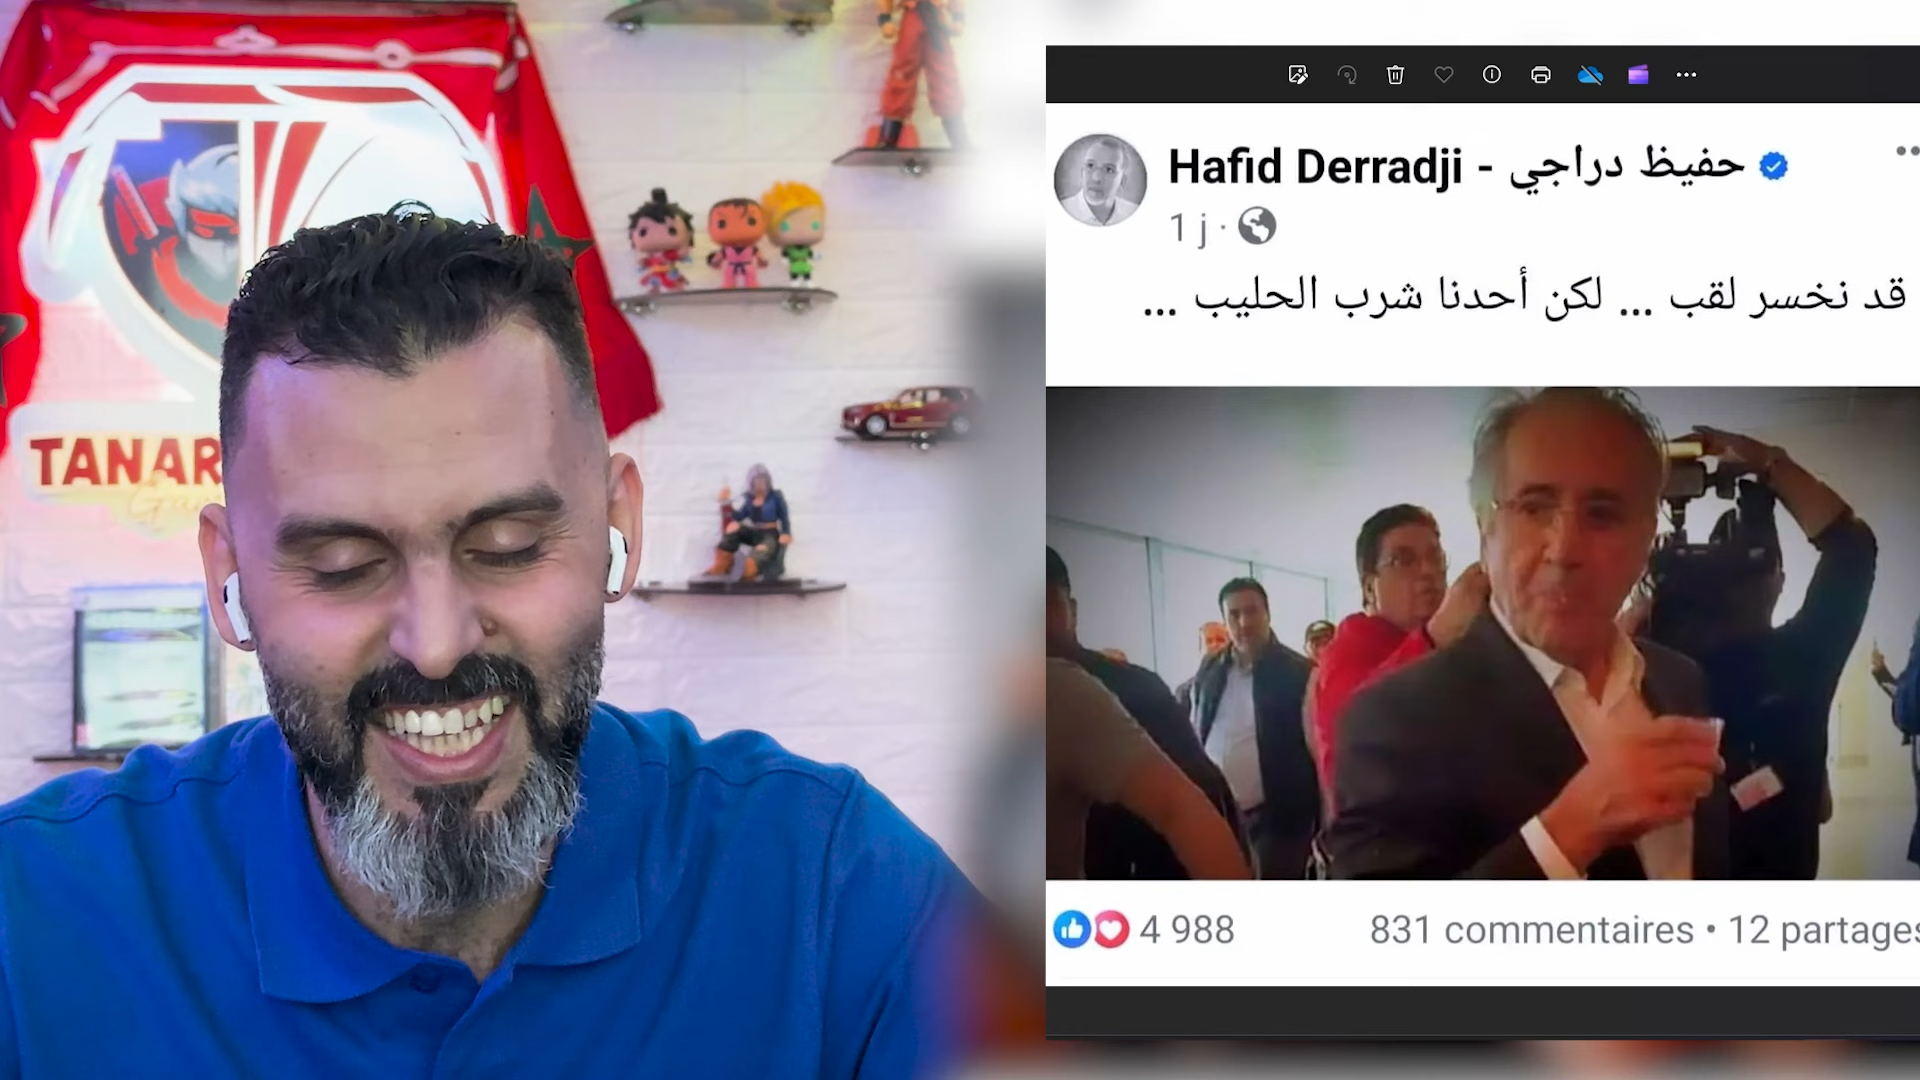 TANAR
Hafid Derradji - حفيظ دراجي
1 j ·
قد نخسر لقب ... لكن أحدنا شرب الحليب ...
4 988
831 commentaires • 12 partages